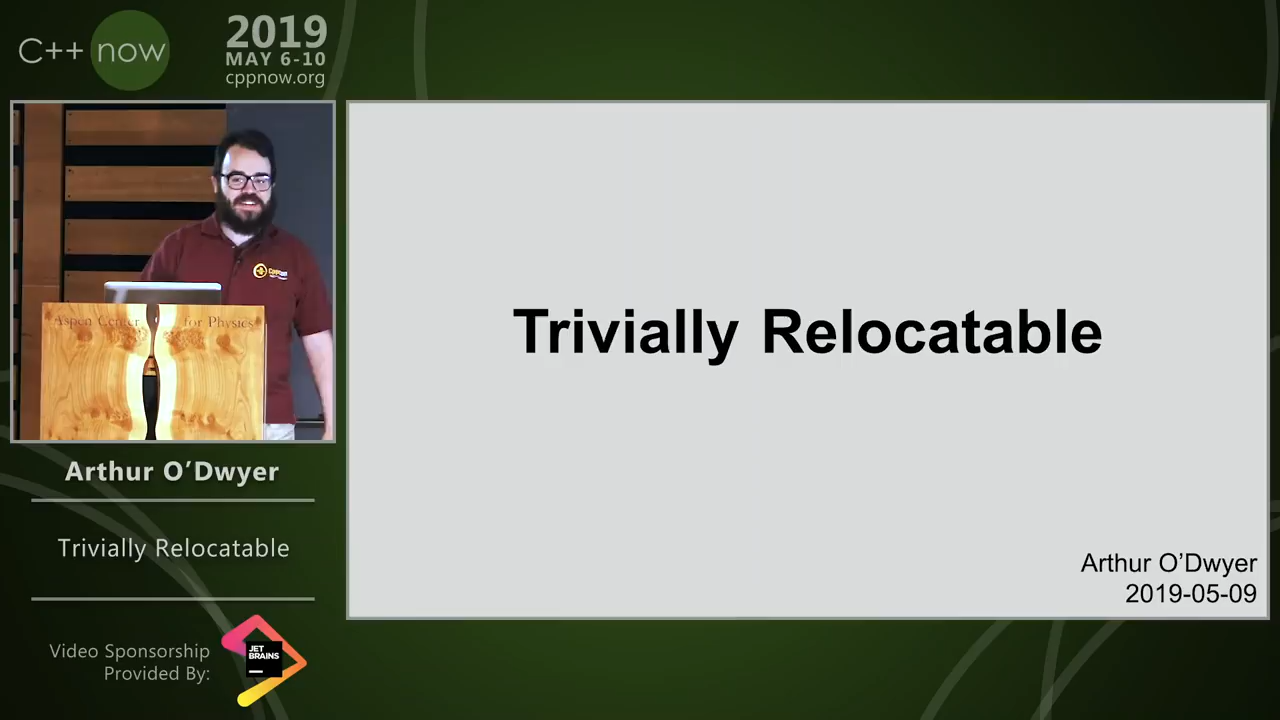 C++ now
2019
MAY 6-10
cppnow.org
Aspen Center for Physics
Trivially Relocatable
Arthur O’Dwyer
2019-05-09
Arthur O’Dwyer
Trivially Relocatable
Video Sponsorship
Provided By:
JET
BRAINS